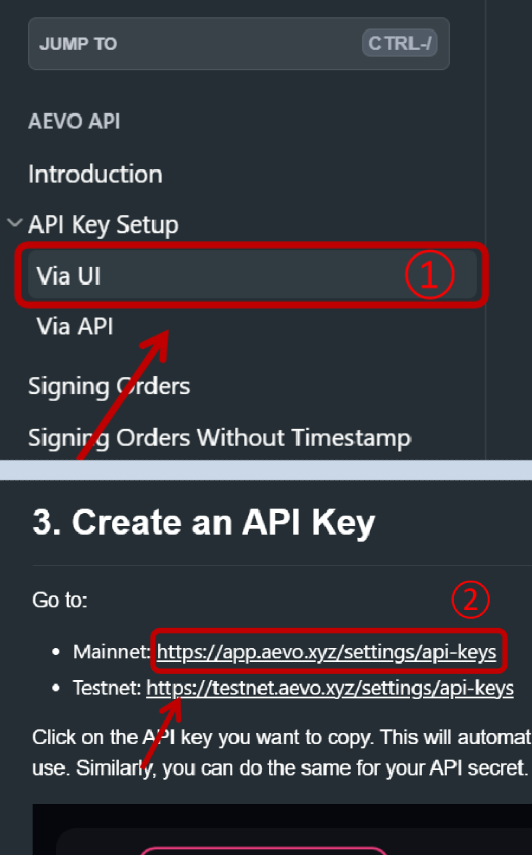 JUMP TO CTRL-/
AEVO API
Introduction
API Key Setup
Via UI ①
Via API
Signing Orders
Signing Orders Without Timestamp
3. Create an API Key
Go to: ②
• Mainnet: https://app.aevo.xyz/settings/api-keys
• Testnet: https://testnet.aevo.xyz/settings/api-keys
Click on the API key you want to copy. This will automat
use. Similarly, you can do the same for your API secret.